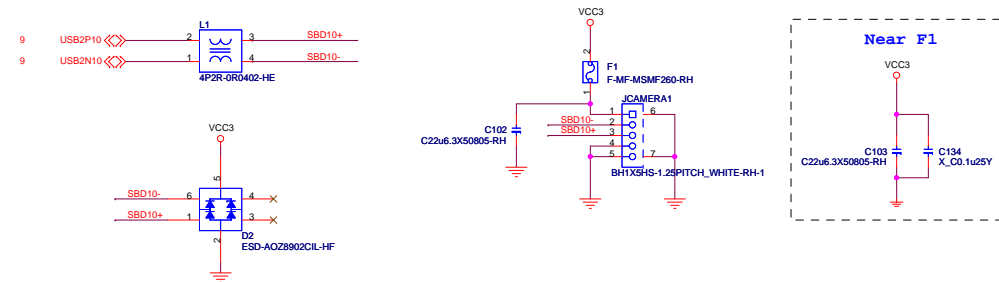 L1
9 USB2P10 2 3 SBD10+
9 USB2N10 1 4 SBD10-
4P2R-0R0402-HE
VCC3
5
SBD10- 6 4
SBD10+ 1 3
2
D2
ESD-AOZ8902CIL-HF
VCC3
2
F1
F-MF-MSMF260-RH
1
JCAMERA1
1 6
SBD10- 2
SBD10+ 3
4
5 7
BH1X5HS-1.25PITCH_WHITE-RH-1
C102
C22u6.3X50805-RH
Near F1
VCC3
C103
C22u6.3X50805-RH
C134
X_C0.1u25Y